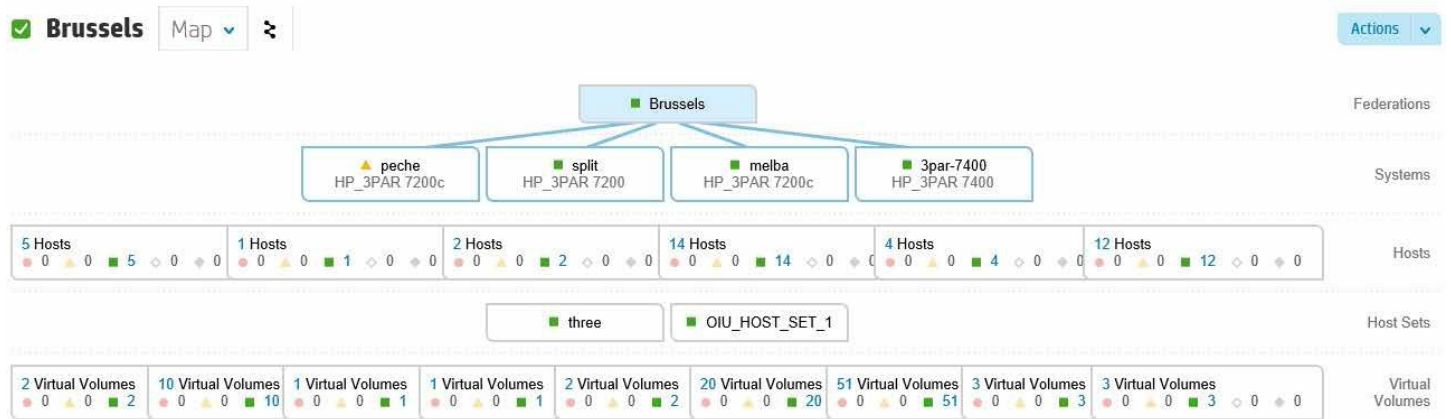 Brussels Map Actions
Brussels Federations
peche split melba 3par-7400
HP_3PAR 7200c HP_3PAR 7200 HP_3PAR 7200c HP_3PAR 7400 Systems
5 Hosts 1 Hosts 2 Hosts 14 Hosts 4 Hosts 12 Hosts
0 0 5 0 0 0 0 1 0 0 0 0 2 0 0 0 0 14 0 0 0 0 4 0 0 0 0 12 0 0 Hosts
three OIU_HOST_SET_1 Host Sets
2 Virtual Volumes 10 Virtual Volumes 1 Virtual Volumes 1 Virtual Volumes 2 Virtual Volumes 20 Virtual Volumes 51 Virtual Volumes 3 Virtual Volumes 3 Virtual Volumes Virtual
0 0 2 0 0 10 0 0 1 0 0 1 0 0 2 0 0 20 0 0 51 0 0 3 0 0 3 0 0 Volumes